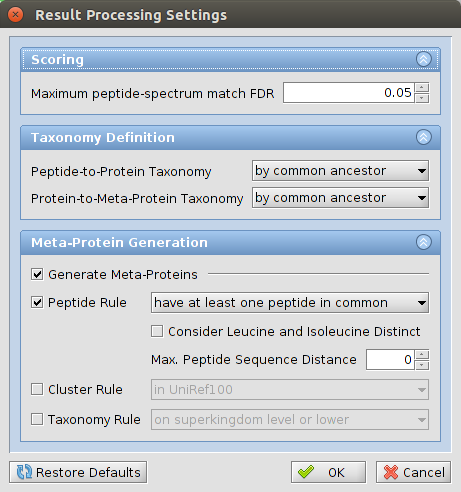 Result Processing Settings
Scoring
Maximum peptide-spectrum match FDR 0.05
Taxonomy Definition
Peptide-to-Protein Taxonomy by common ancestor
Protein-to-Meta-Protein Taxonomy by common ancestor
Meta-Protein Generation
Generate Meta-Proteins
Peptide Rule have at least one peptide in common
Consider Leucine and Isoleucine Distinct
Max. Peptide Sequence Distance 0
Cluster Rule in UniRef100
Taxonomy Rule on superkingdom level or lower
Restore Defaults OK Cancel